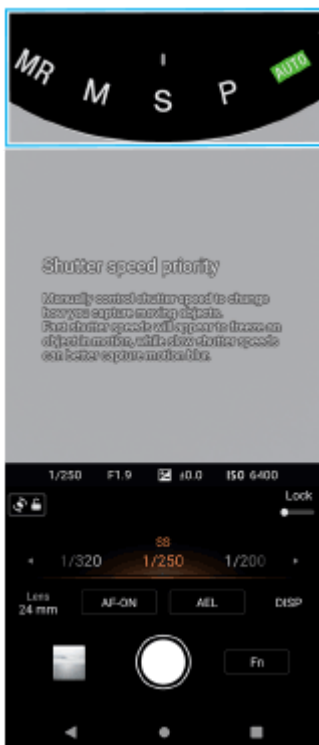 MR M S P AUTO
Shutter speed priority
Manually control shutter speed to change
how you capture moving objects.
Fast shutter speeds will appear to freeze an
object in motion, while slow shutter speeds
can better capture motion blur.
1/250 F1.9 ±0.0 ISO 6400
Lock
SS
1/320 1/250 1/200
Lens
24 mm
AF-ON AEL DISP
Fn